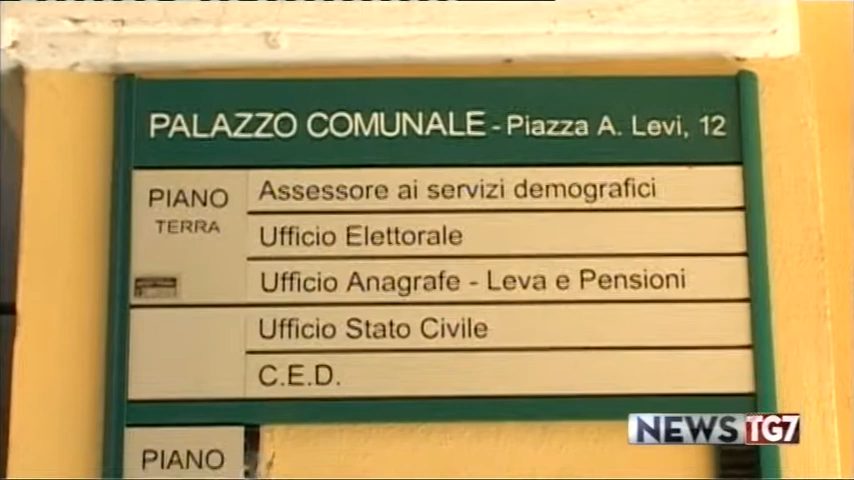 PALAZZO COMUNALE - Piazza A. Levi, 12
PIANO
TERRA
Assessore ai servizi demografici
Ufficio Elettorale
Ufficio Anagrafe - Leva e Pensioni
Ufficio Stato Civile
C.E.D.
PIANO
NEWS TG7